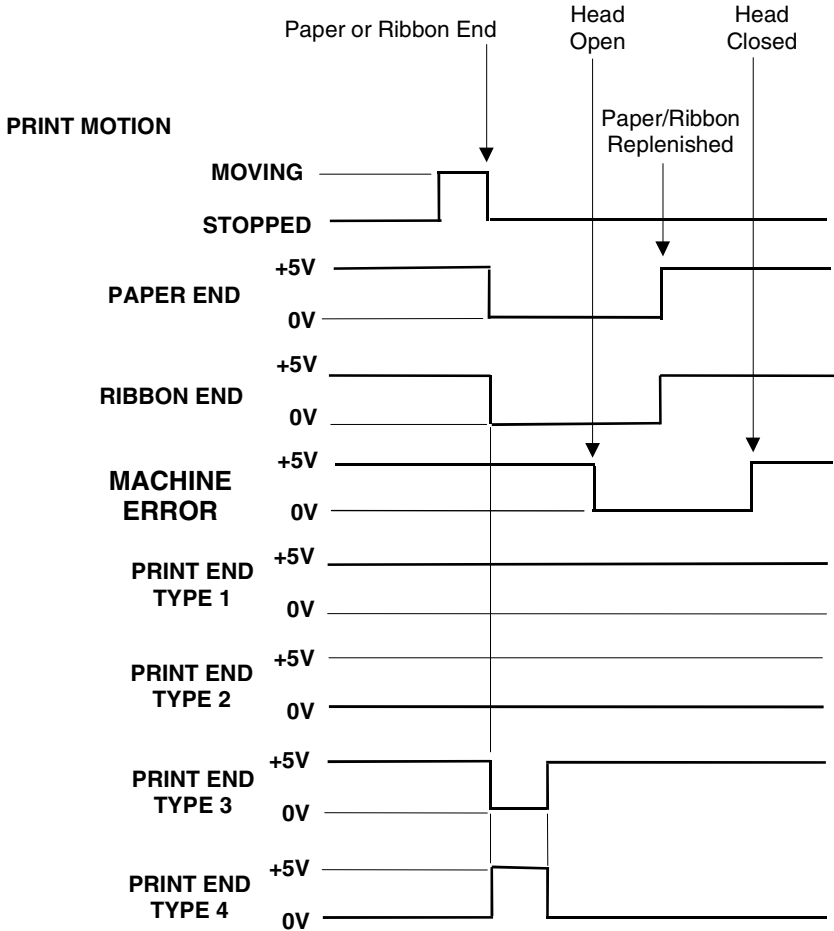 Paper or Ribbon End
Head
Open
Head
Closed
PRINT MOTION
Paper/Ribbon
Replenished
MOVING
STOPPED
+5V
PAPER END
0V
+5V
RIBBON END
0V
+5V
MACHINE
ERROR
0V
+5V
PRINT END
TYPE 1
0V
+5V
PRINT END
TYPE 2
0V
+5V
PRINT END
TYPE 3
0V
+5V
PRINT END
TYPE 4
0V